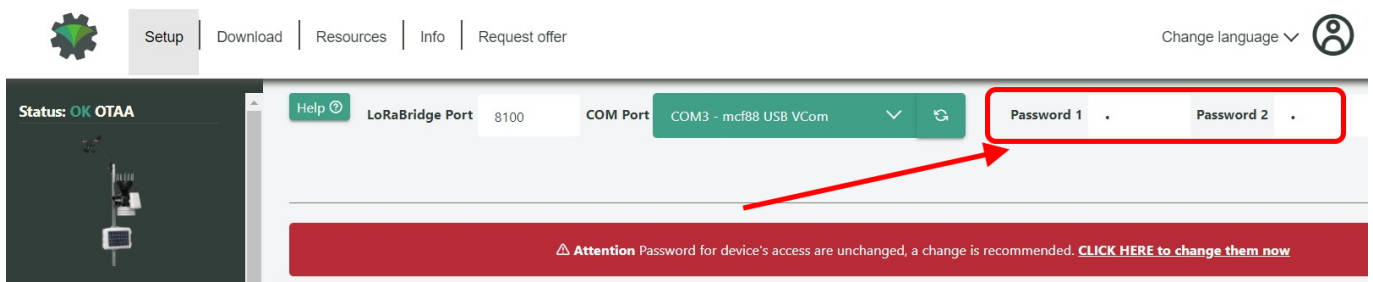 Setup Download Resources Info Request offer Change language
Status: OK OTAA
Help LoRaBridge Port 8100 COM Port COM3 - mcf88 USB VCom Password 1 . Password 2 .
Attention Password for device's access are unchanged, a change is recommended. CLICK HERE to change them now